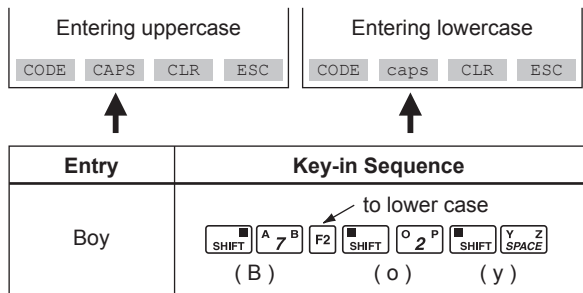 Entering uppercase
CODE CAPS CLR ESC
Entering lowercase
CODE caps CLR ESC
Entry Key-in Sequence
to lower case
Boy SHIFT A 7 B F2 SHIFT O 2 P SHIFT Y Z SPACE
( B ) ( o ) ( y )